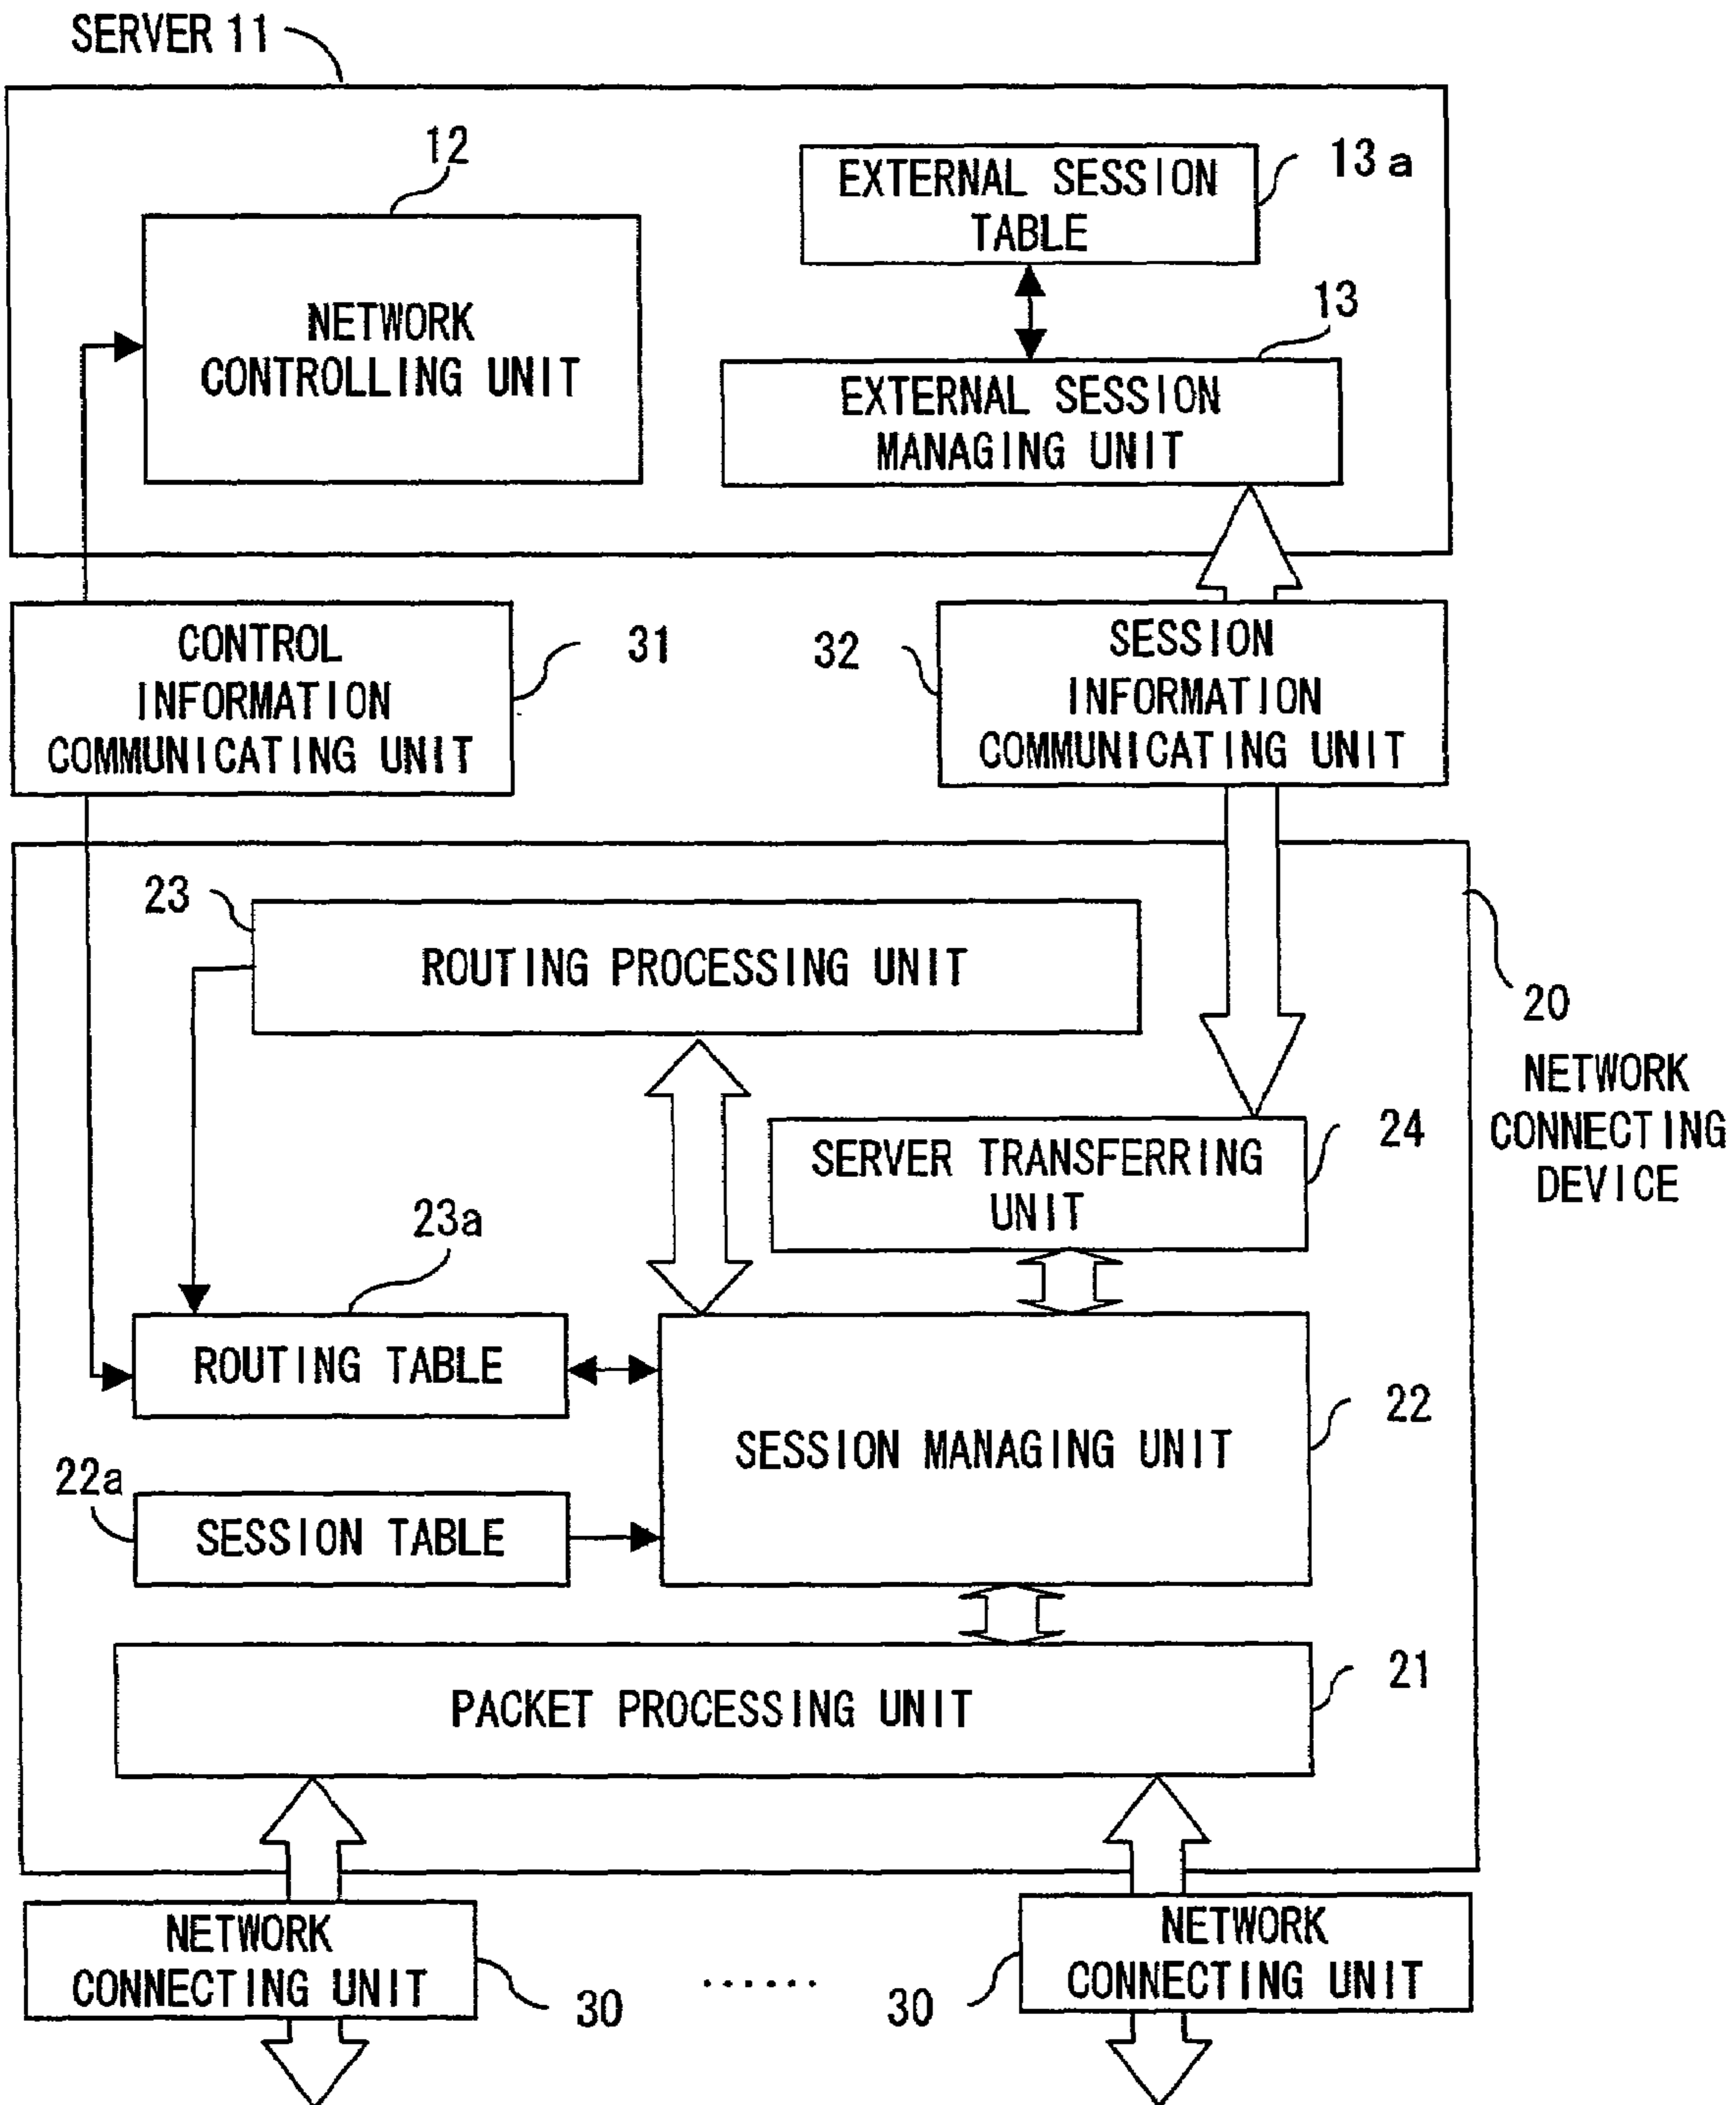 SERVER 11
12
EXTERNAL SESSION
TABLE
13a
NETWORK
CONTROLLING UNIT
13
EXTERNAL SESSION
MANAGING UNIT
CONTROL
INFORMATION
COMMUNICATING UNIT
31
32
SESSION
INFORMATION
COMMUNICATING UNIT
23
ROUTING PROCESSING UNIT
20
NETWORK
CONNECTING
DEVICE
SERVER TRANSFERRING
UNIT
24
23a
ROUTING TABLE
SESSION MANAGING UNIT
22
22a
SESSION TABLE
PACKET PROCESSING UNIT
21
NETWORK
CONNECTING UNIT
30
......
30
NETWORK
CONNECTING UNIT